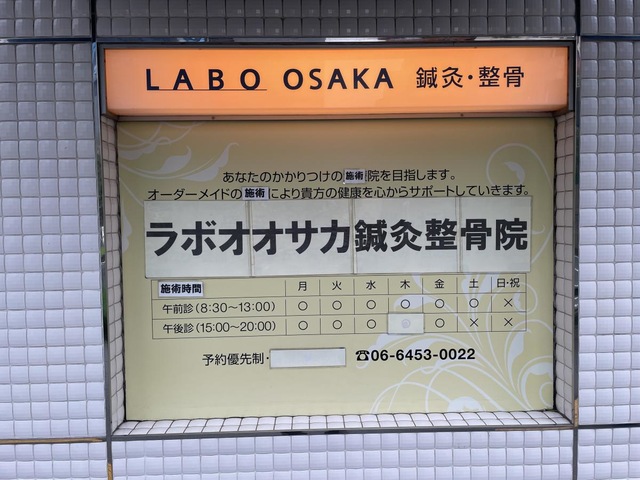 LABO OSAKA 鍼灸・整骨
あなたのかかりつけの施術院を目指します。
オーダーメイドの施術により貴方の健康を心からサポートしていきます。
ラボオオサカ鍼灸整骨院
施術時間 月 火 水 木 金 土 日・祝
午前診(8:30〜13:00) ○ ○ ○ ○ ○ ○ ×
午後診(15:00〜20:00) ○ ○ ○ ◎ ○ × ×
予約優先制・ ☎06-6453-0022